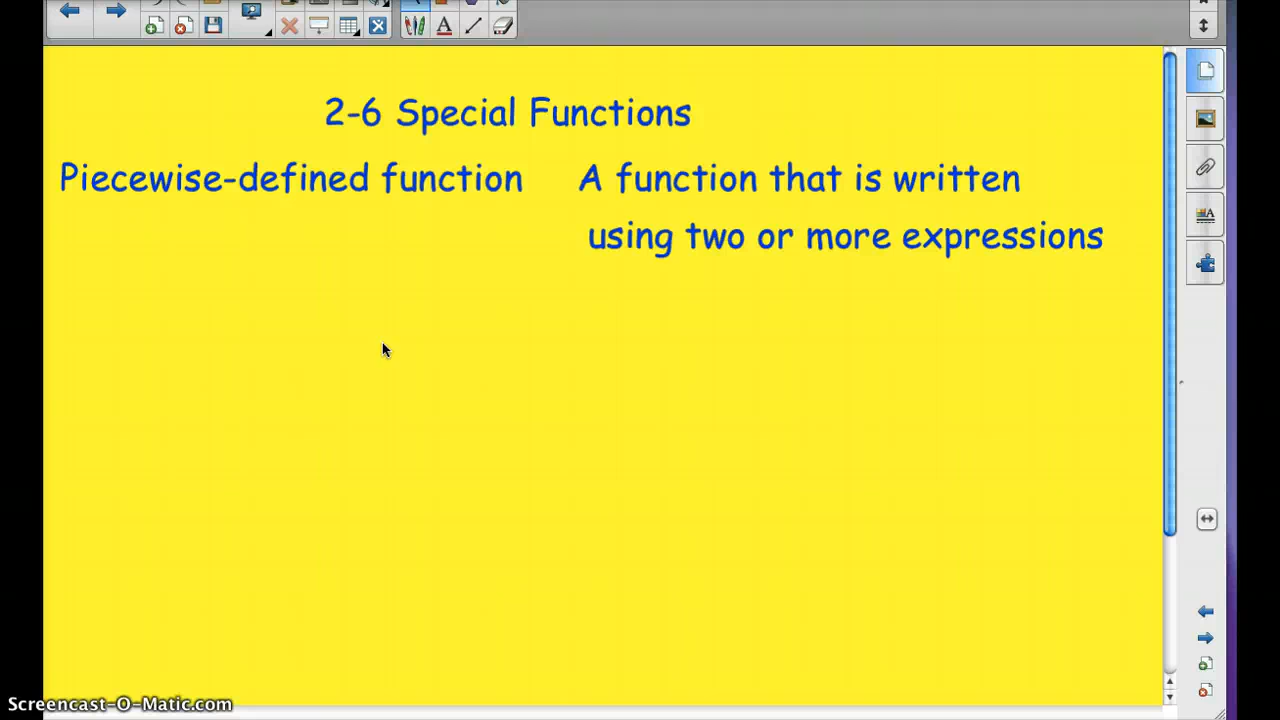 2-6 Special Functions
Piecewise-defined function
A function that is written
using two or more expressions
Screencast-O-Matic.com